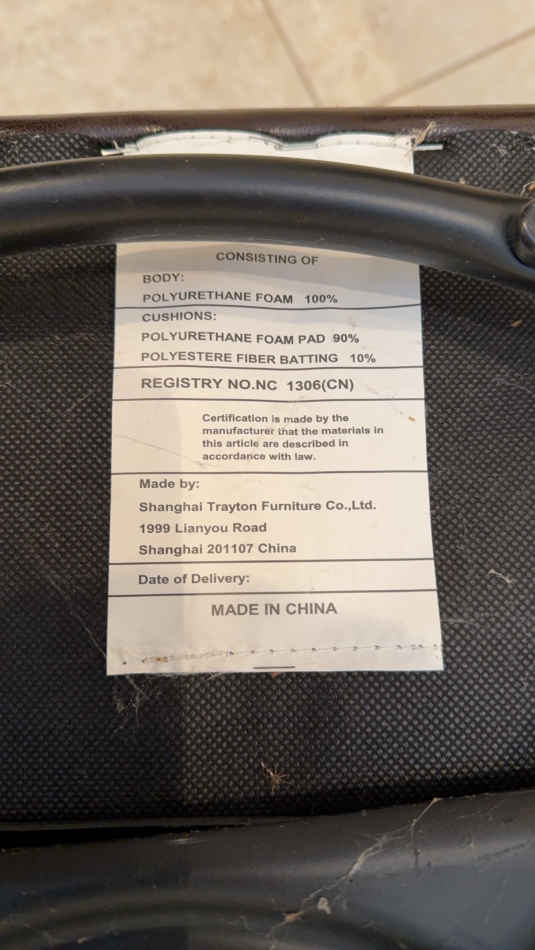 CONSISTING OF
BODY:
POLYURETHANE FOAM 100%
CUSHIONS:
POLYURETHANE FOAM PAD 90%
POLYESTERE FIBER BATTING 10%
REGISTRY NO.NC 1306(CN)
Certification is made by the
manufacturer that the materials in
this article are described in
accordance with law.
Made by:
Shanghai Trayton Furniture Co.,Ltd.
1999 Lianyou Road
Shanghai 201107 China
Date of Delivery:
MADE IN CHINA